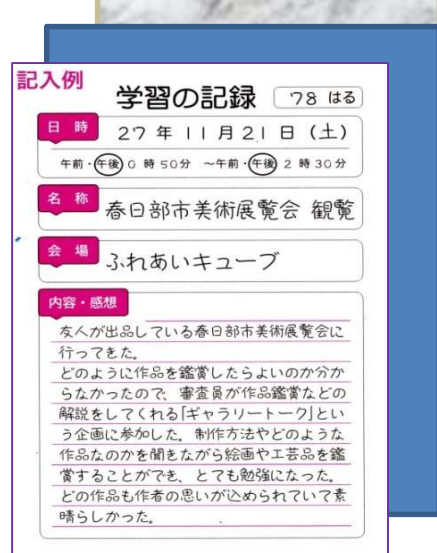 記入例
学習の記録 '78 はる
日時 27年11月21日(土)
午前・午後 0時50分 ~午前・午後 2時30分
名称 春日部市美術展覧会 観覧
会場 ふれあいキューブ
内容・感想
友人が出品している春日部市美術展覧会に
行ってきた。
どのように作品を鑑賞したらよいのか分か
らなかったので、審査員が作品鑑賞などの
解説をしてくれる「ギャラリートーク」とい
う企画に参加した。制作方法やどのような
作品なのかを聞きながら絵画や工芸品を鑑
賞することができ、とても勉強になった。
どの作品も作者の思いが込められていて素
晴らしかった。